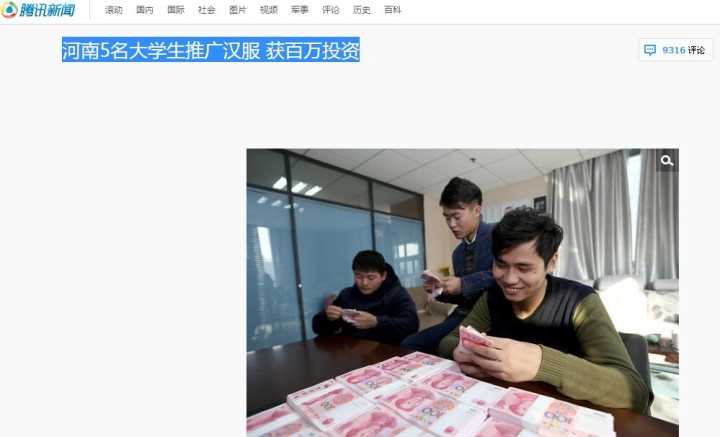 腾讯新闻
滚动 国内 国际 社会 图片 视频 军事 评论 历史 百科
河南5名大学生推广汉服 获百万投资
9316 评论
100